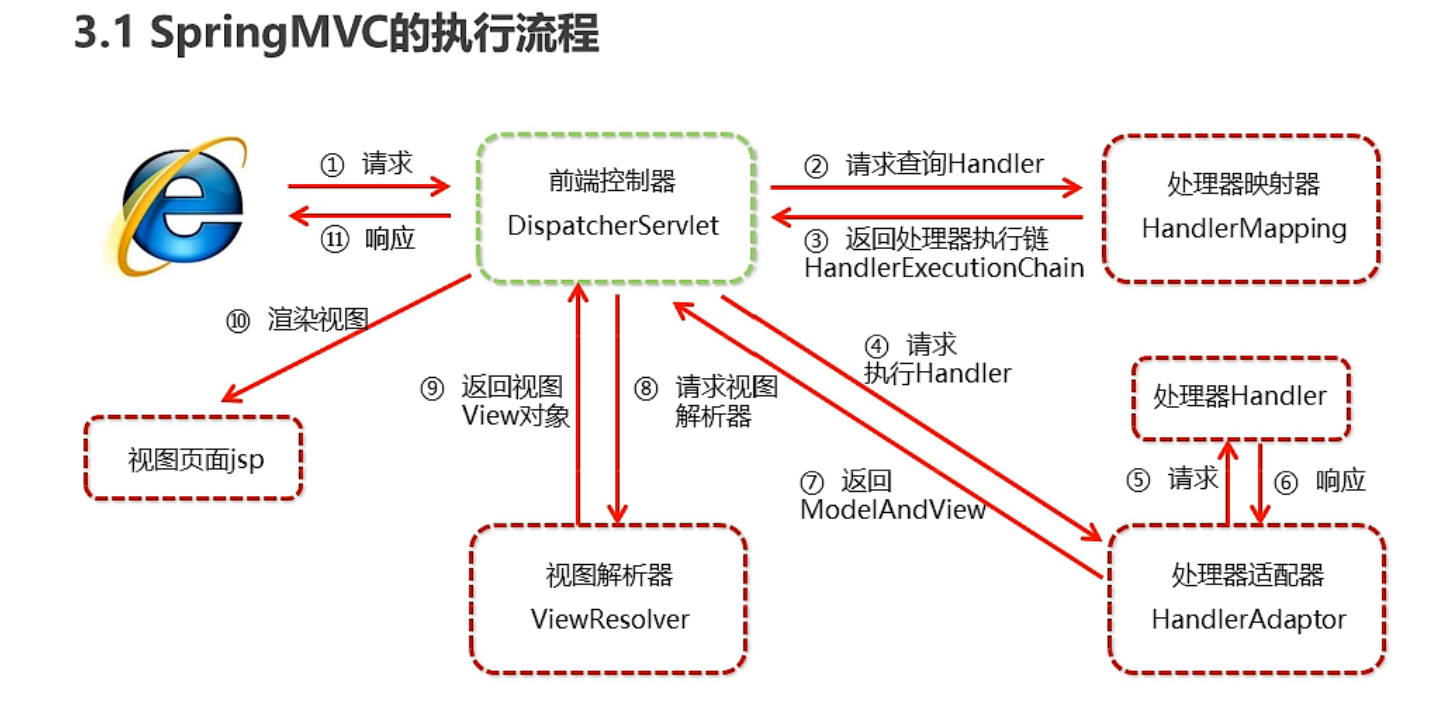 3.1 SpringMVC的执行流程
① 请求
⑪ 响应
前端控制器
DispatcherServlet
② 请求查询Handler
③ 返回处理器执行链
HandlerExecutionChain
处理器映射器
HandlerMapping
④ 请求
执行Handler
处理器Handler
⑤ 请求
⑥ 响应
处理器适配器
HandlerAdaptor
⑦ 返回
ModelAndView
⑧ 请求视图
解析器
⑨ 返回视图
View对象
视图解析器
ViewResolver
⑩ 渲染视图
视图页面jsp